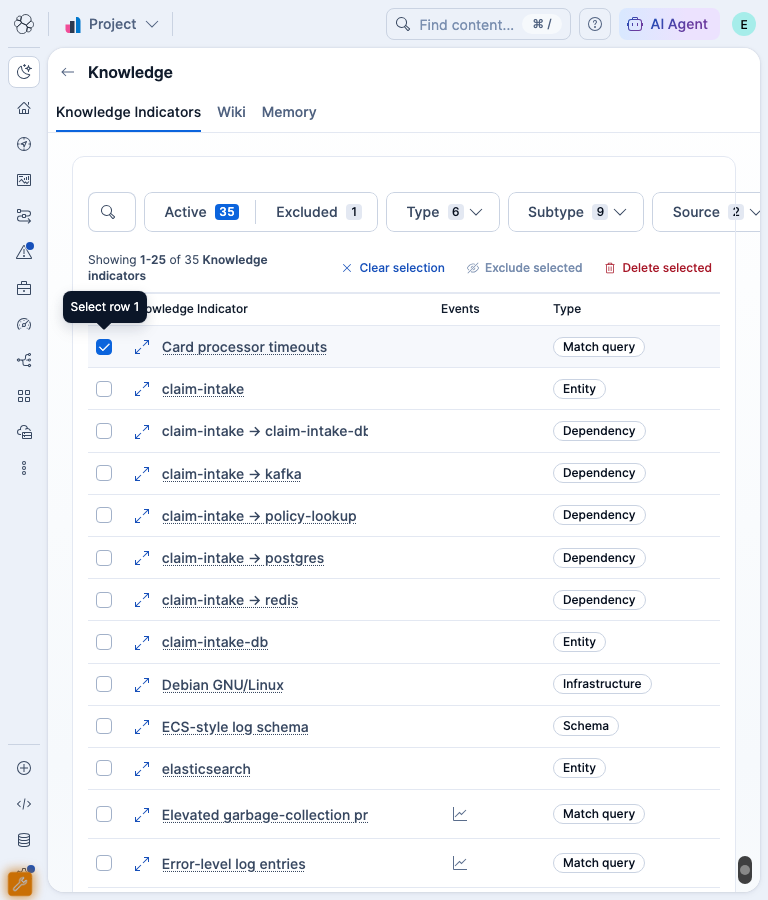 Project
Find content...
⌘ /
AI Agent
E
Knowledge
Knowledge Indicators
Wiki
Memory
Active 35
Excluded 1
Type 6
Subtype 9
Source 2
Showing 1-25 of 35 Knowledge
indicators
Clear selection
Exclude selected
Delete selected
Select row 1
owledge Indicator
Events
Type
Card processor timeouts
Match query
claim-intake
Entity
claim-intake → claim-intake-db
Dependency
claim-intake → kafka
Dependency
claim-intake → policy-lookup
Dependency
claim-intake → postgres
Dependency
claim-intake → redis
Dependency
claim-intake-db
Entity
Debian GNU/Linux
Infrastructure
ECS-style log schema
Schema
elasticsearch
Entity
Elevated garbage-collection pr
Match query
Error-level log entries
Match query